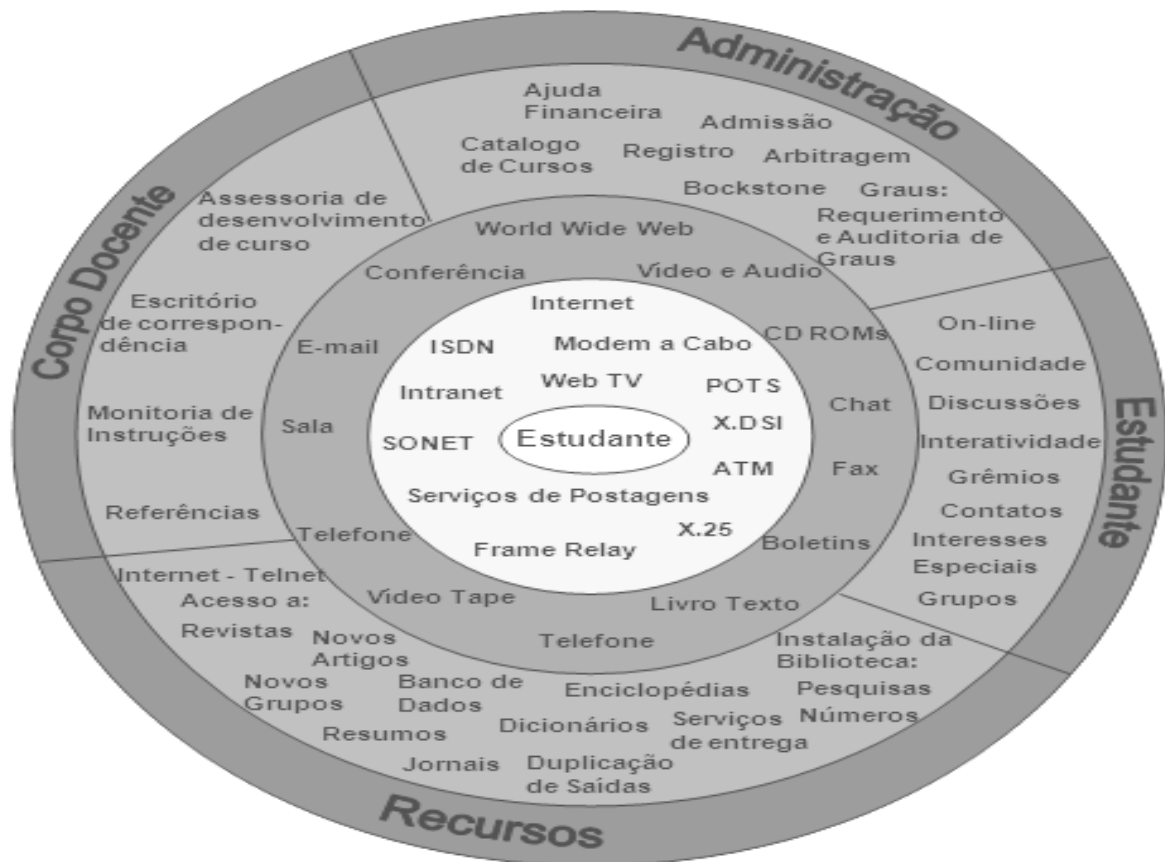 Administração
Ajuda
Financeira
Admissão
Catalogo
de Cursos
Registro
Arbitragem
Bockstone
Graus:
Requerimento
e Auditoria de
Graus
Corpo Docente
Assessoria de
desenvolvimento
de curso
Escritório
de correspon-
dência
Monitoria de
Instruções
Referências
World Wide Web
Conferência
Video e Audio
E-mail
CD ROMs
Sala
Chat
Fax
Telefone
Boletins
Video Tape
Livro Texto
Telefone
Internet
ISDN
Modem a Cabo
Intranet
Web TV
POTS
X.DSI
SONET
Estudante
ATM
Serviços de Postagens
X.25
Frame Relay
Estudante
On-line
Comunidade
Discussões
Interatividade
Grêmios
Contatos
Interesses
Especiais
Grupos
Internet - Telnet
Acesso a:
Revistas
Novos
Artigos
Novos
Grupos
Banco de
Dados
Enciclopédias
Instalação da
Biblioteca:
Pesquisas
Números
Resumos
Dicionários
Serviços
de entrega
Jornais
Duplicação
de Saídas
Recursos